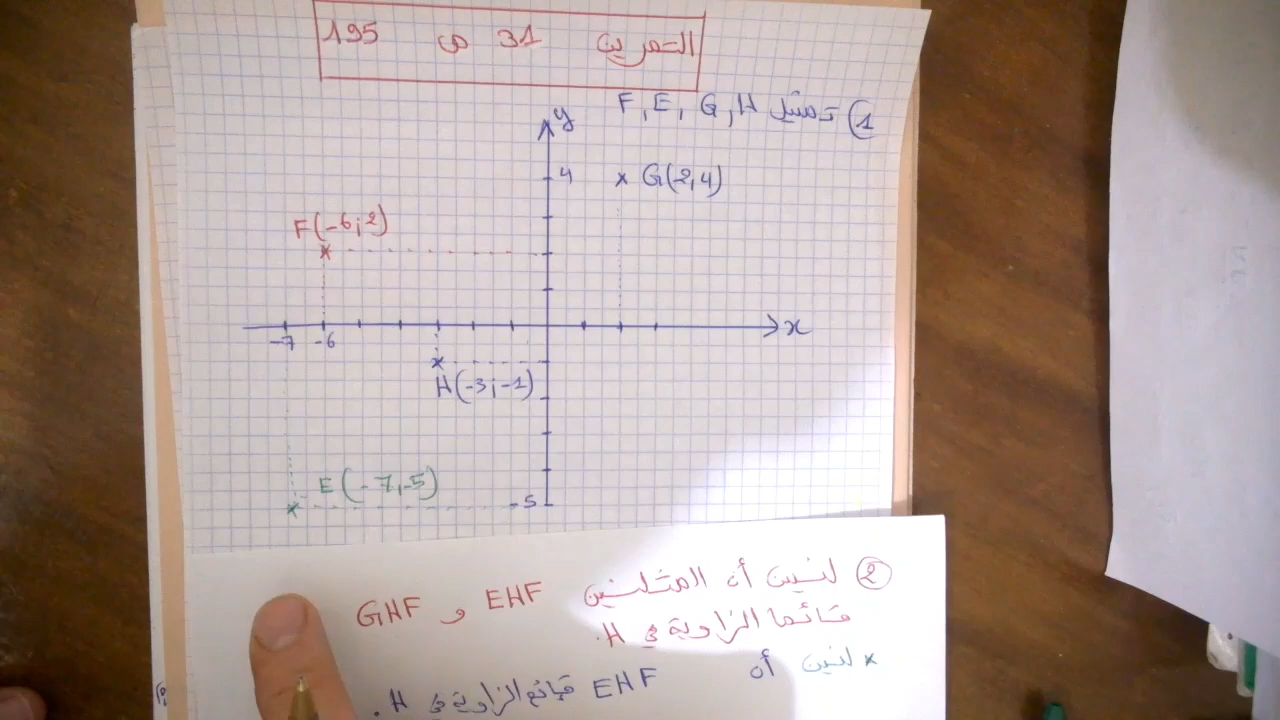 التمرين 31 ص 195
1) تمثيل F, E, G, H
y
4
G(2,4)
F(-6;2)
x
-7 -6
H(-3;-1)
E(-7,-5)
-5
② لنبين أن المثلثين EHF و GHF
قائما الزاوية في H.
* لنبين أن EHF قائم الزاوية في H.